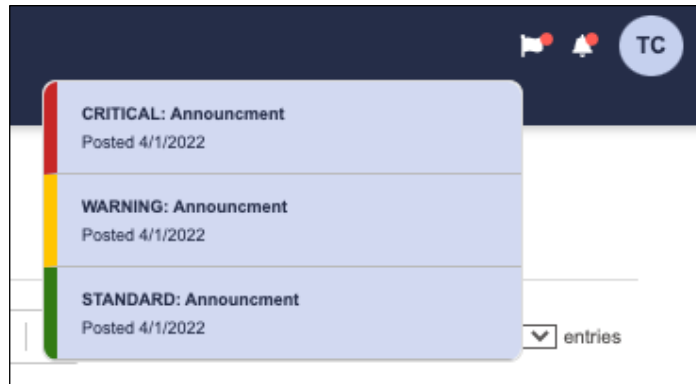 TC
CRITICAL: Announcment
Posted 4/1/2022
WARNING: Announcment
Posted 4/1/2022
STANDARD: Announcment
Posted 4/1/2022
entries